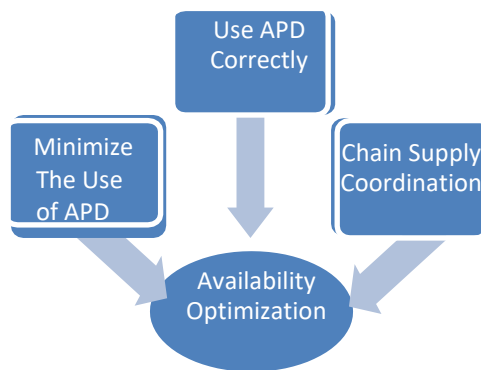 Use APD
Correctly
Minimize
The Use
of APD
Chain Supply
Coordination
Availability
Optimization